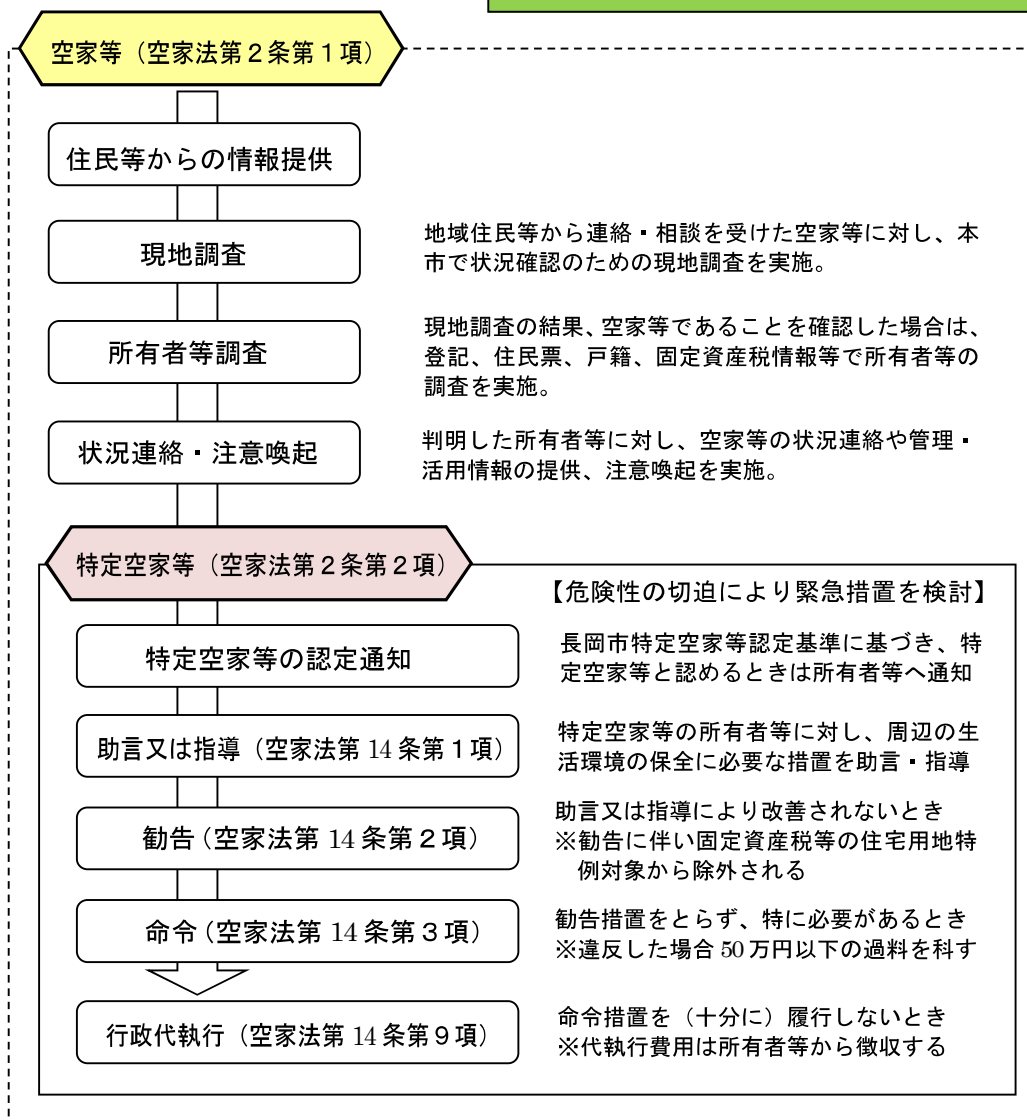 空家等（空家法第２条第１項）
住民等からの情報提供
現地調査
地域住民等から連絡・相談を受けた空家等に対し、本
市で状況確認のための現地調査を実施。
所有者等調査
現地調査の結果、空家等であることを確認した場合は、
登記、住民票、戸籍、固定資産税情報等で所有者等の
調査を実施。
状況連絡・注意喚起
判明した所有者等に対し、空家等の状況連絡や管理・
活用情報の提供、注意喚起を実施。
特定空家等（空家法第２条第２項）
【危険性の切迫により緊急措置を検討】
特定空家等の認定通知
長岡市特定空家等認定基準に基づき、特
定空家等と認めるときは所有者等へ通知
助言又は指導（空家法第 14 条第１項）
特定空家等の所有者等に対し、周辺の生
活環境の保全に必要な措置を助言・指導
勧告（空家法第 14 条第２項）
助言又は指導により改善されないとき
※勧告に伴い固定資産税等の住宅用地特
例対象から除外される
命令（空家法第 14 条第３項）
勧告措置をとらず、特に必要があるとき
※違反した場合 50 万円以下の過料を科す
行政代執行（空家法第 14 条第９項）
命令措置を（十分に）履行しないとき
※代執行費用は所有者等から徴収する